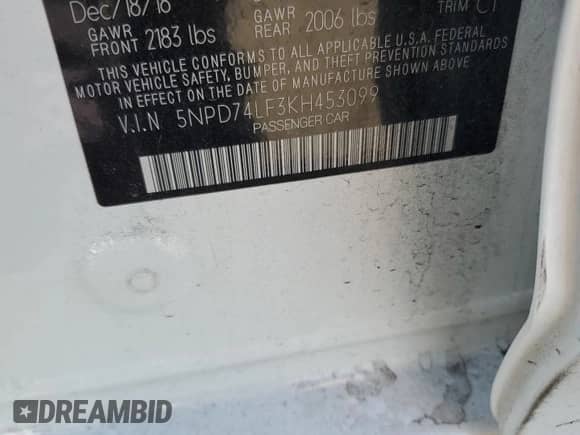 Dec/18/18
GAWR FRONT 2183 lbs
GAWR REAR 2006 lbs
TRIM CT
THIS VEHICLE CONFORMS TO ALL APPLICABLE U.S.A. FEDERAL
MOTOR VEHICLE SAFETY, BUMPER, AND THEFT PREVENTION STANDARDS
IN EFFECT ON THE DATE OF MANUFACTURE SHOWN ABOVE.
V.I.N 5NPD74LF3KH453099
PASSENGER CAR
DREAMBID